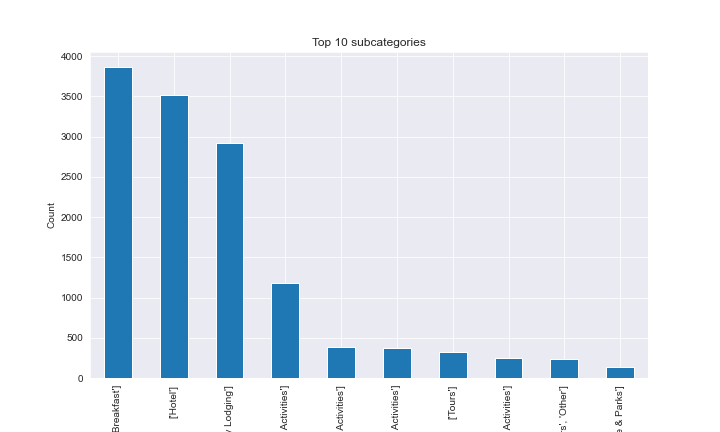 Top 10 subcategories
Count
4000
3500
3000
2500
2000
1500
1000
500
0
Breakfast']
['Hotel']
Lodging']
Activities']
Activities']
Activities']
['Tours']
Activities']
'Other']
& Parks']